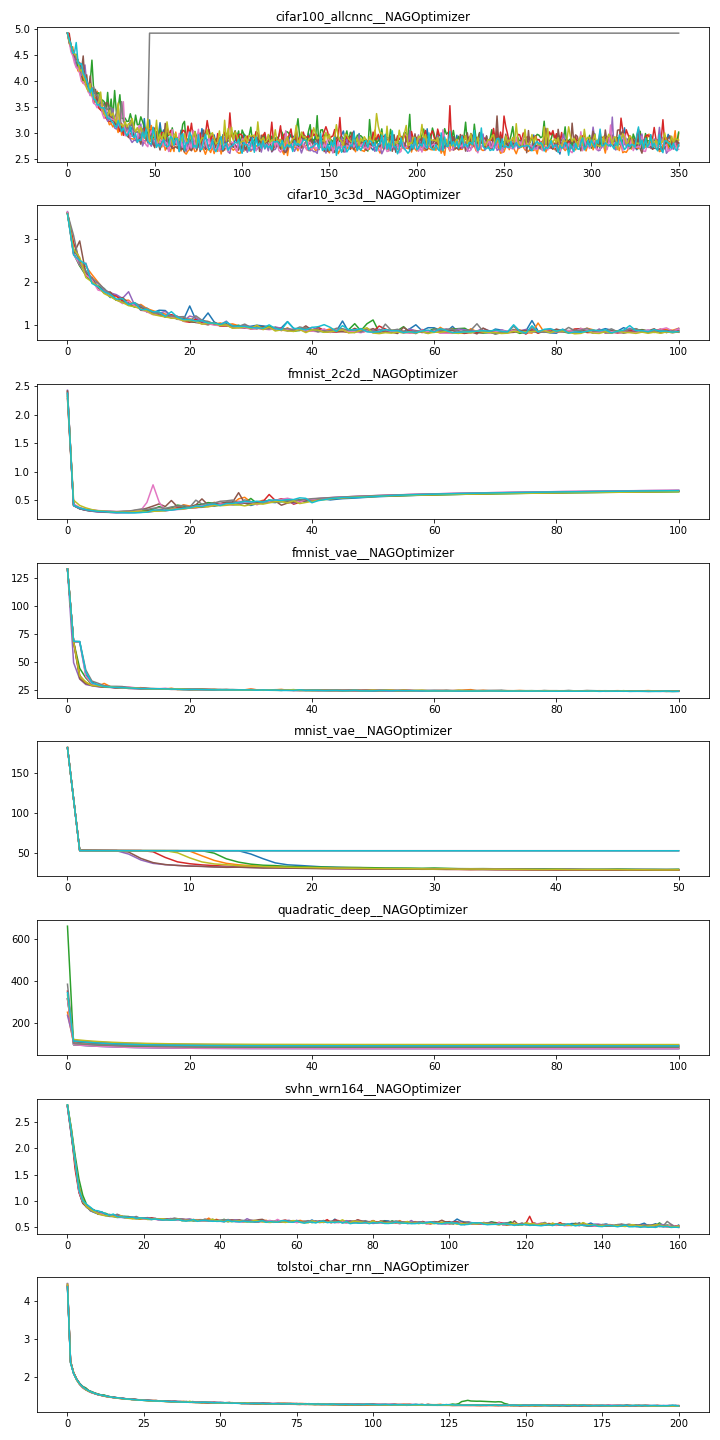 cifar100_allcnnc__NAGOptimizer
5.0
4.5
4.0
3.5
3.0
2.5
0 50 100 150 200 250 300 350
cifar10_3c3d__NAGOptimizer
3
2
1
0 20 40 60 80 100
fmnist_2c2d__NAGOptimizer
2.5
2.0
1.5
1.0
0.5
0 20 40 60 80 100
fmnist_vae__NAGOptimizer
125
100
75
50
25
0 20 40 60 80 100
mnist_vae__NAGOptimizer
150
100
50
0 10 20 30 40 50
quadratic_deep__NAGOptimizer
600
400
200
0 20 40 60 80 100
svhn_wrn164__NAGOptimizer
2.5
2.0
1.5
1.0
0.5
0 20 40 60 80 100 120 140 160
tolstoi_char_rnn__NAGOptimizer
4
3
2
0 25 50 75 100 125 150 175 200